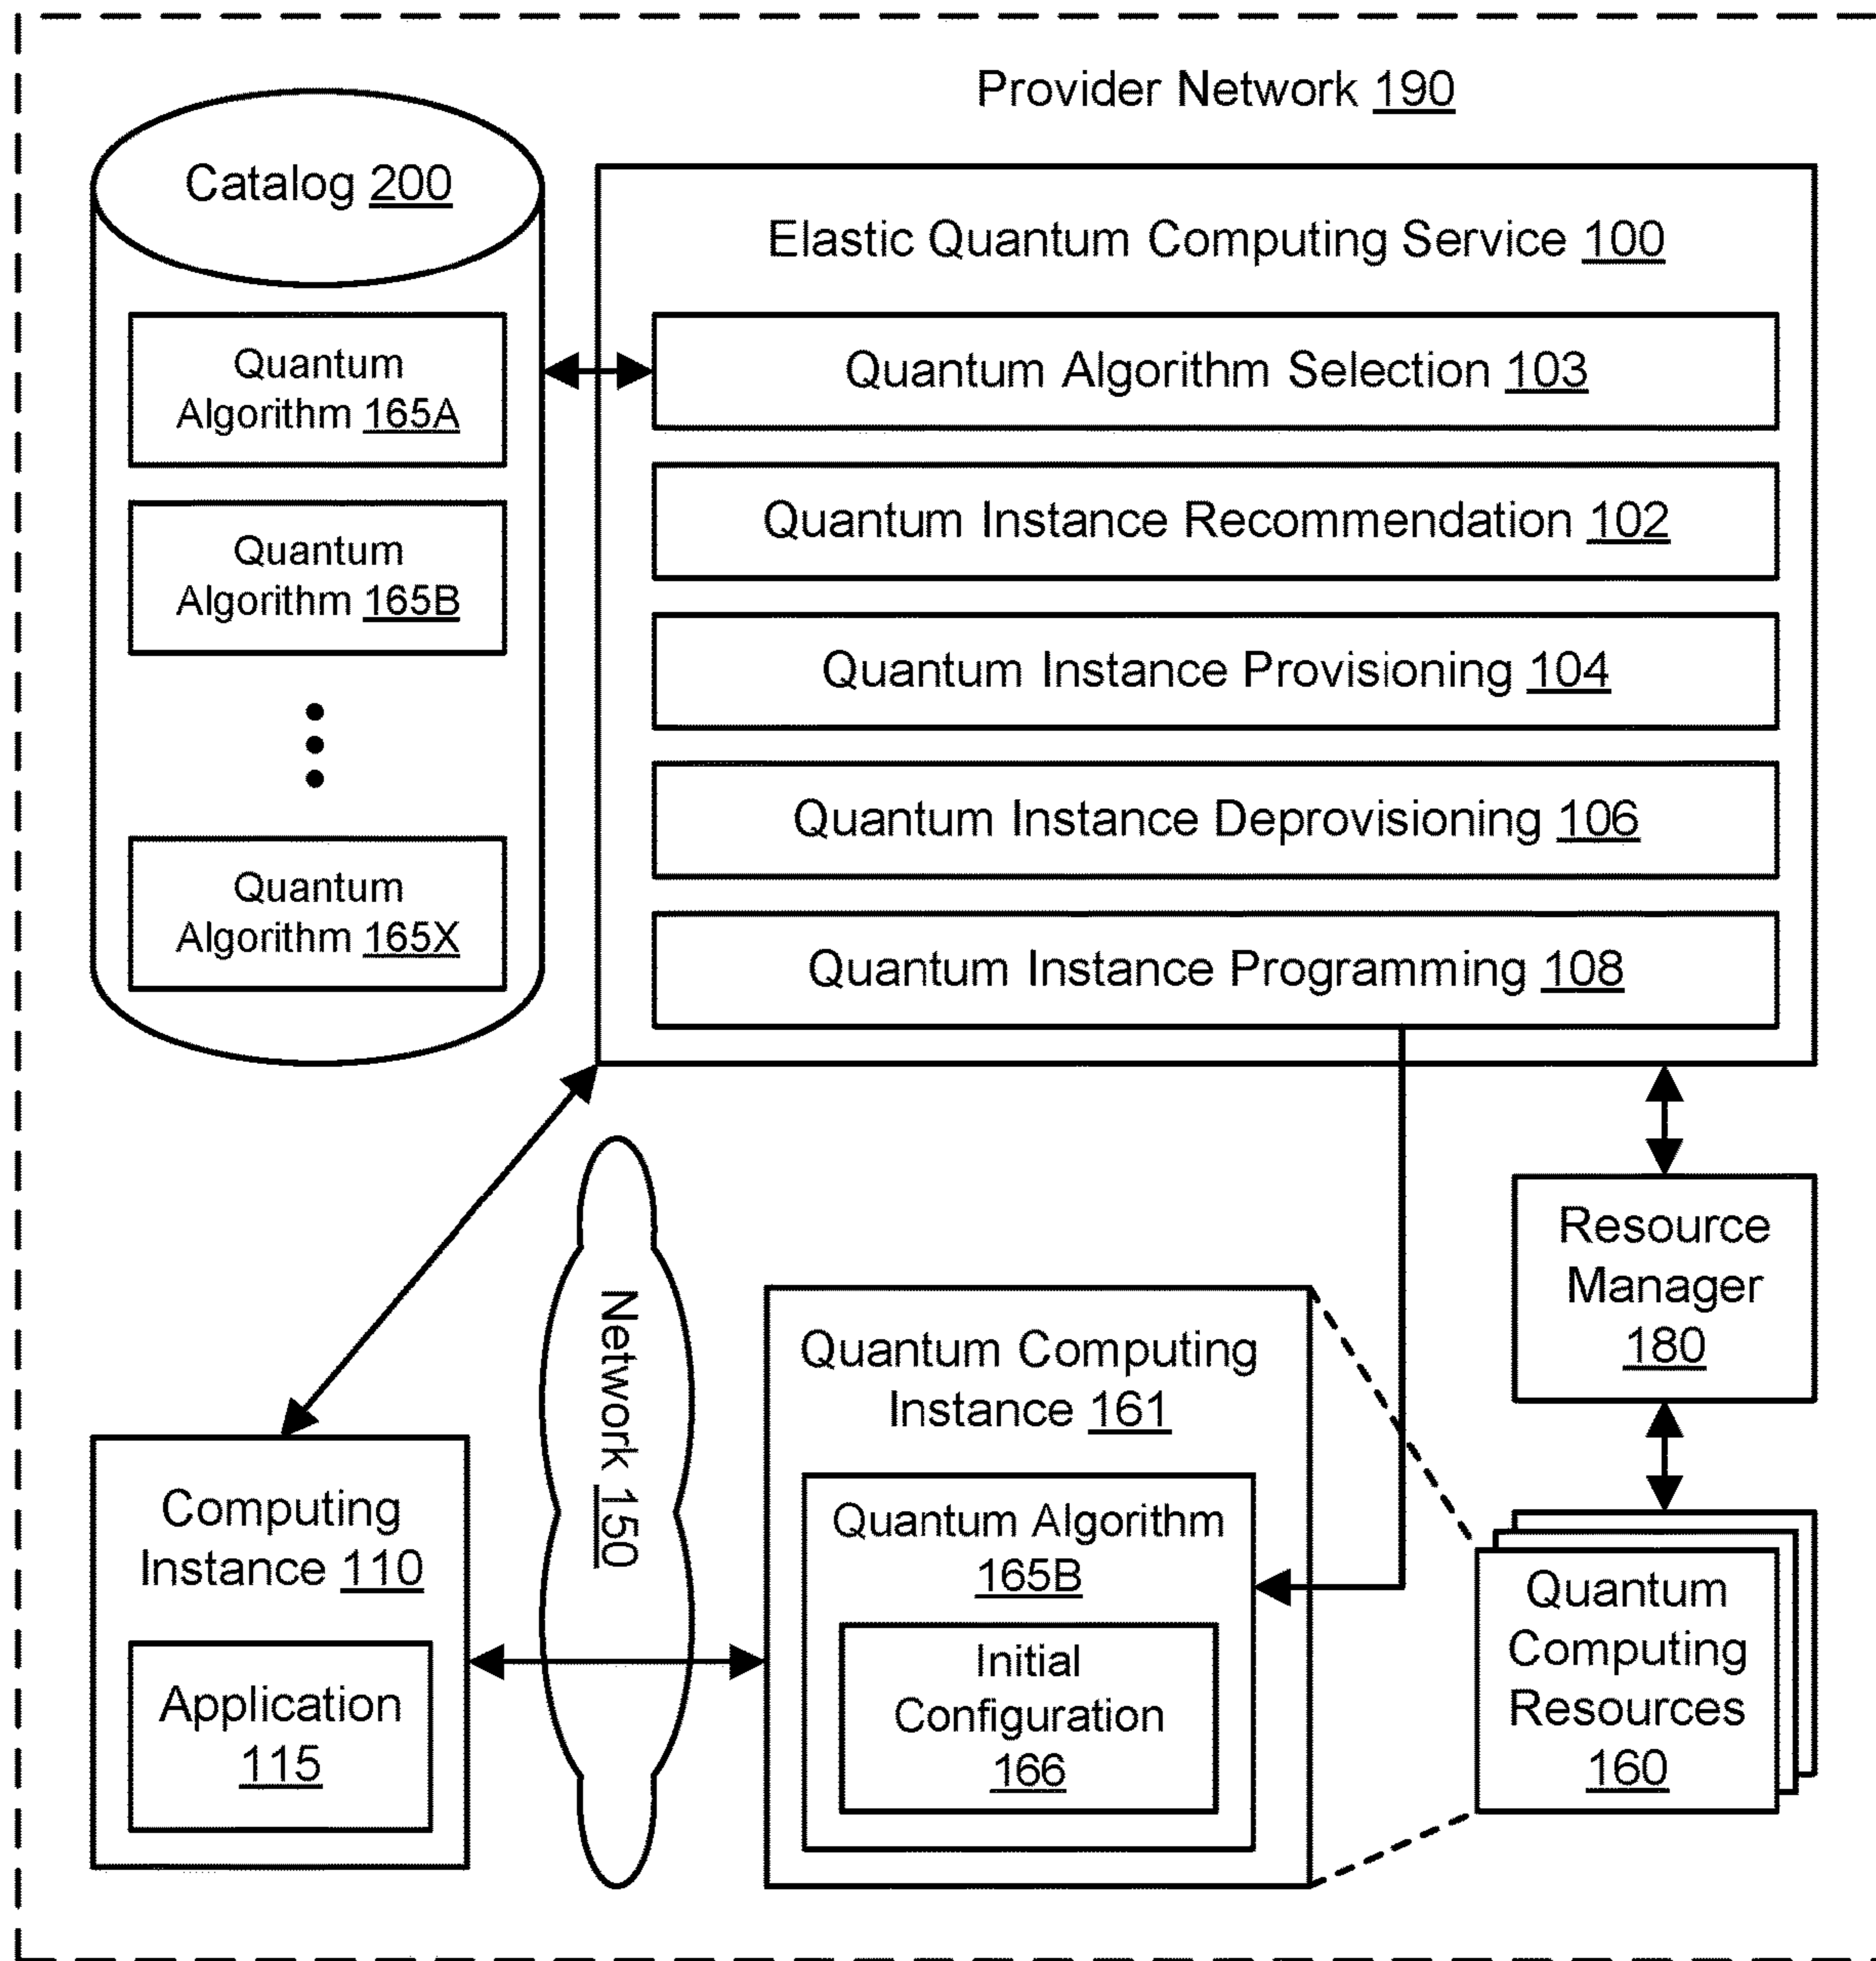 Provider Network 190
Catalog 200
Quantum
Algorithm 165A
Quantum
Algorithm 165B
Quantum
Algorithm 165X
Elastic Quantum Computing Service 100
Quantum Algorithm Selection 103
Quantum Instance Recommendation 102
Quantum Instance Provisioning 104
Quantum Instance Deprovisioning 106
Quantum Instance Programming 108
Resource
Manager
180
Computing
Instance 110
Application
115
Network 150
Quantum Computing
Instance 161
Quantum Algorithm
165B
Initial
Configuration
166
Quantum
Computing
Resources
160